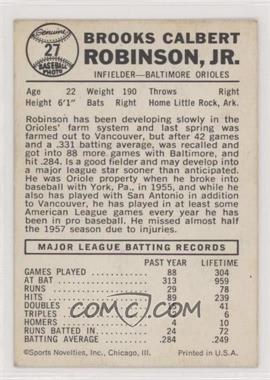 Genuine
27
BASEBALL
PHOTO
BROOKS CALBERT
ROBINSON, JR.
INFIELDER—BALTIMORE ORIOLES
Age 22 Weight 190 Throws Right
Height 6'1" Bats Right Home Little Rock, Ark.
Robinson has been developing slowly in the
Orioles' farm system and last spring was
farmed out to Vancouver, but after 42 games
and a .331 batting average, was recalled and
got into 88 more games with Baltimore, and
hit .284. Is a good fielder and may develop into
a major league star sooner than anticipated.
He was Oriole property when he broke into
baseball with York, Pa., in 1955, and while he
also has played with San Antonio in addition
to Vancouver, he has played in at least some
American League games every year he has
been in pro baseball. He missed almost half
the 1957 season due to injuries.
MAJOR LEAGUE BATTING RECORDS
PAST YEAR LIFETIME
GAMES PLAYED 88 304
AT BAT 313 959
RUNS 29 78
HITS 89 239
DOUBLES 15 41
TRIPLES 2 6
HOMERS 4 10
RUNS BATTED IN 24 72
BATTING AVERAGE .284 .249
©Sports Novelties, Inc., Chicago, Ill. Printed in U.S.A.
COMC